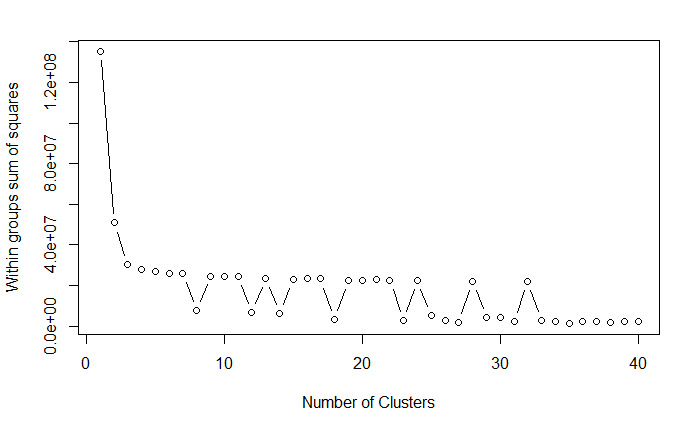 Within groups sum of squares
1.2e+08
8.0e+07
4.0e+07
0.0e+00
0 10 20 30 40
Number of Clusters